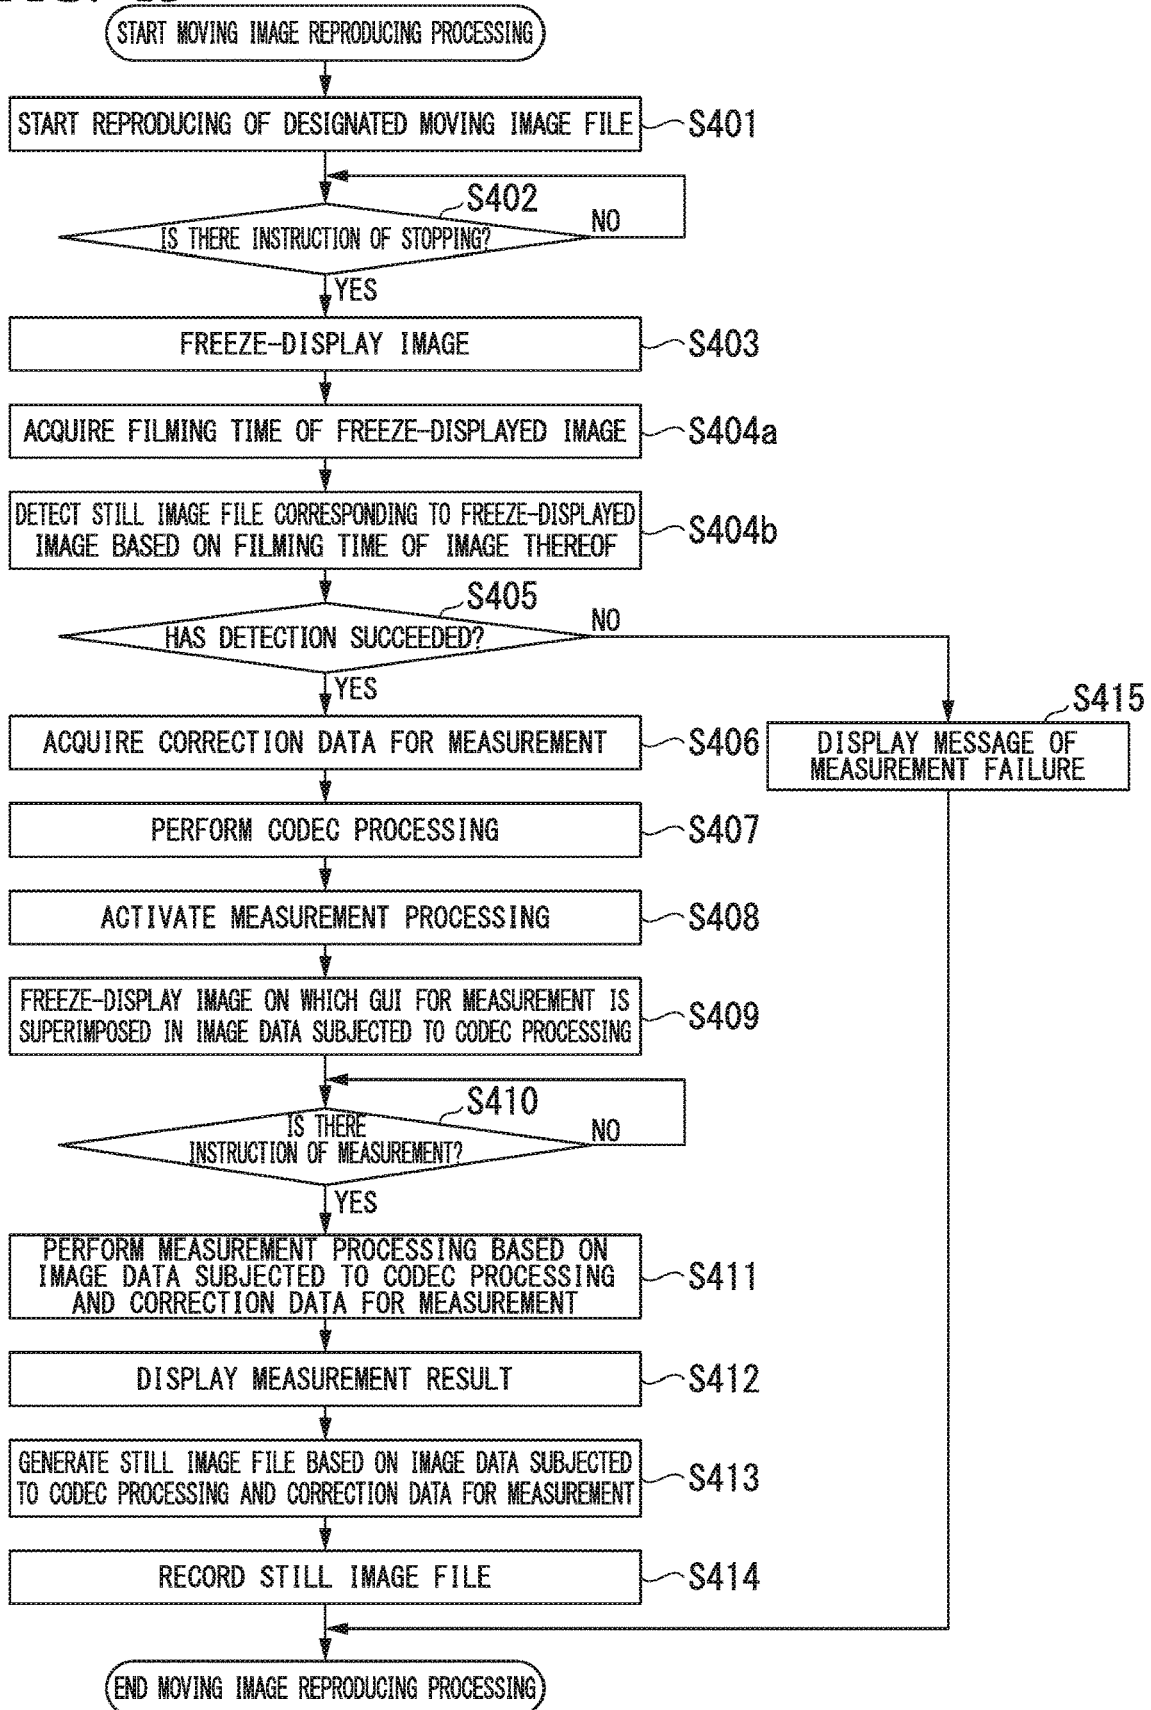 START MOVING IMAGE REPRODUCING PROCESSING
START REPRODUCING OF DESIGNATED MOVING IMAGE FILE
S401
S402
IS THERE INSTRUCTION OF STOPPING?
NO
YES
FREEZE-DISPLAY IMAGE
S403
ACQUIRE FILMING TIME OF FREEZE-DISPLAYED IMAGE
S404a
DETECT STILL IMAGE FILE CORRESPONDING TO FREEZE-DISPLAYED
IMAGE BASED ON FILMING TIME OF IMAGE THEREOF
S404b
S405
HAS DETECTION SUCCEEDED?
NO
YES
S415
DISPLAY MESSAGE OF
MEASUREMENT FAILURE
ACQUIRE CORRECTION DATA FOR MEASUREMENT
S406
PERFORM CODEC PROCESSING
S407
ACTIVATE MEASUREMENT PROCESSING
S408
FREEZE-DISPLAY IMAGE ON WHICH GUI FOR MEASUREMENT IS
SUPERIMPOSED IN IMAGE DATA SUBJECTED TO CODEC PROCESSING
S409
S410
IS THERE
INSTRUCTION OF MEASUREMENT?
NO
YES
PERFORM MEASUREMENT PROCESSING BASED ON
IMAGE DATA SUBJECTED TO CODEC PROCESSING
AND CORRECTION DATA FOR MEASUREMENT
S411
DISPLAY MEASUREMENT RESULT
S412
GENERATE STILL IMAGE FILE BASED ON IMAGE DATA SUBJECTED
TO CODEC PROCESSING AND CORRECTION DATA FOR MEASUREMENT
S413
RECORD STILL IMAGE FILE
S414
END MOVING IMAGE REPRODUCING PROCESSING